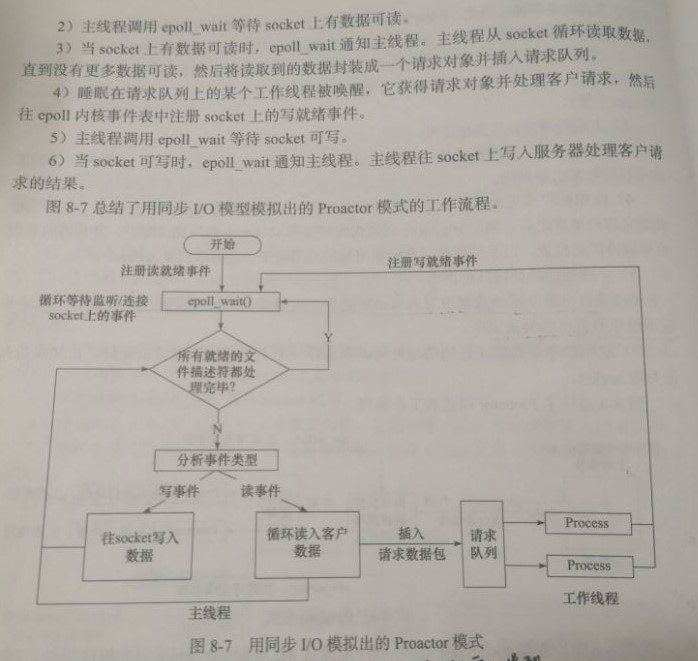 2）主线程调用 epoll_wait 等待 socket 上有数据可读。
3）当 socket 上有数据可读时，epoll_wait 通知主线程。主线程从 socket 循环读取数据，
直到没有更多数据可读，然后将读取到的数据封装成一个请求对象并插入请求队列。
4）睡眠在请求队列上的某个工作线程被唤醒，它获得请求对象并处理客户请求，然后
往 epoll 内核事件表中注册 socket 上的写就绪事件。
5）主线程调用 epoll_wait 等待 socket 可写。
6）当 socket 可写时，epoll_wait 通知主线程。主线程往 socket 上写入服务器处理客户请
求的结果。
图 8-7 总结了用同步 I/O 模型模拟出的 Proactor 模式的工作流程。
开始
注册读就绪事件
注册写就绪事件
循环等待监听/连接
socket上的事件
epoll_wait()
Y
所有就绪的文
件描述符都处
理完毕？
N
分析事件类型
写事件
读事件
往socket写入
数据
循环读入客户
数据
插入
请求数据包
请求
队列
Process
Process
主线程
工作线程
图 8-7 用同步 I/O 模拟出的 Proactor 模式